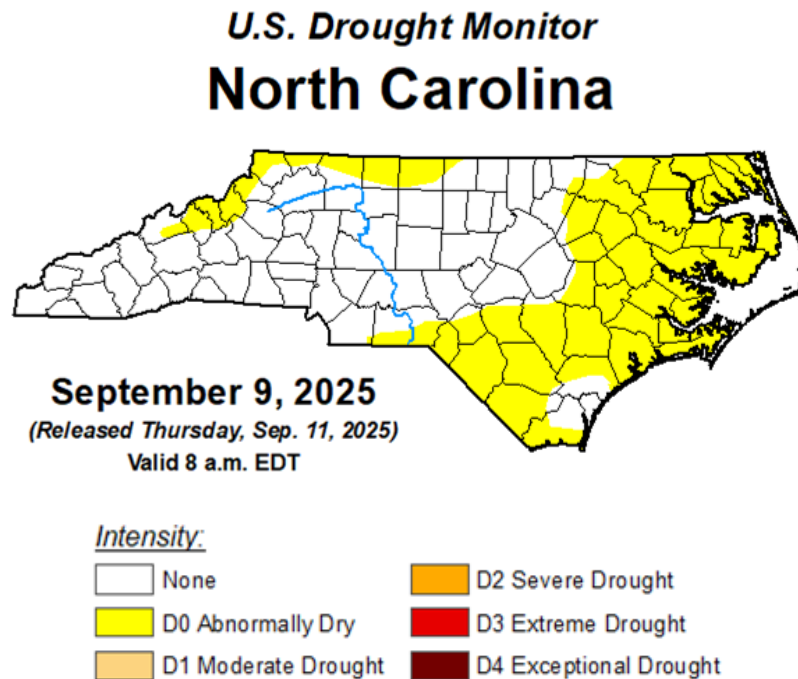 U.S. Drought Monitor
North Carolina
September 9, 2025
(Released Thursday, Sep. 11, 2025)
Valid 8 a.m. EDT
Intensity:
None
D0 Abnormally Dry
D1 Moderate Drought
D2 Severe Drought
D3 Extreme Drought
D4 Exceptional Drought